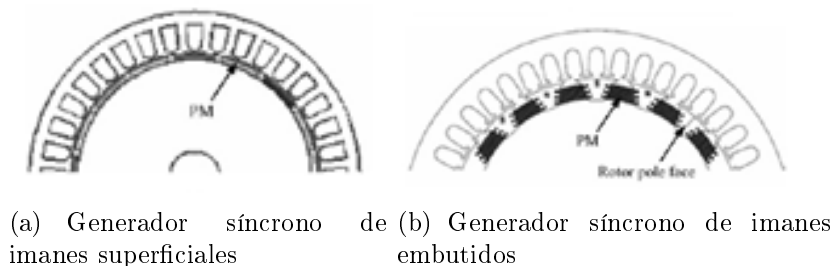 PM
PM
Rotor pole face
(a) Generador síncrono de
imanes superficiales
(b) Generador síncrono de imanes
embutidos